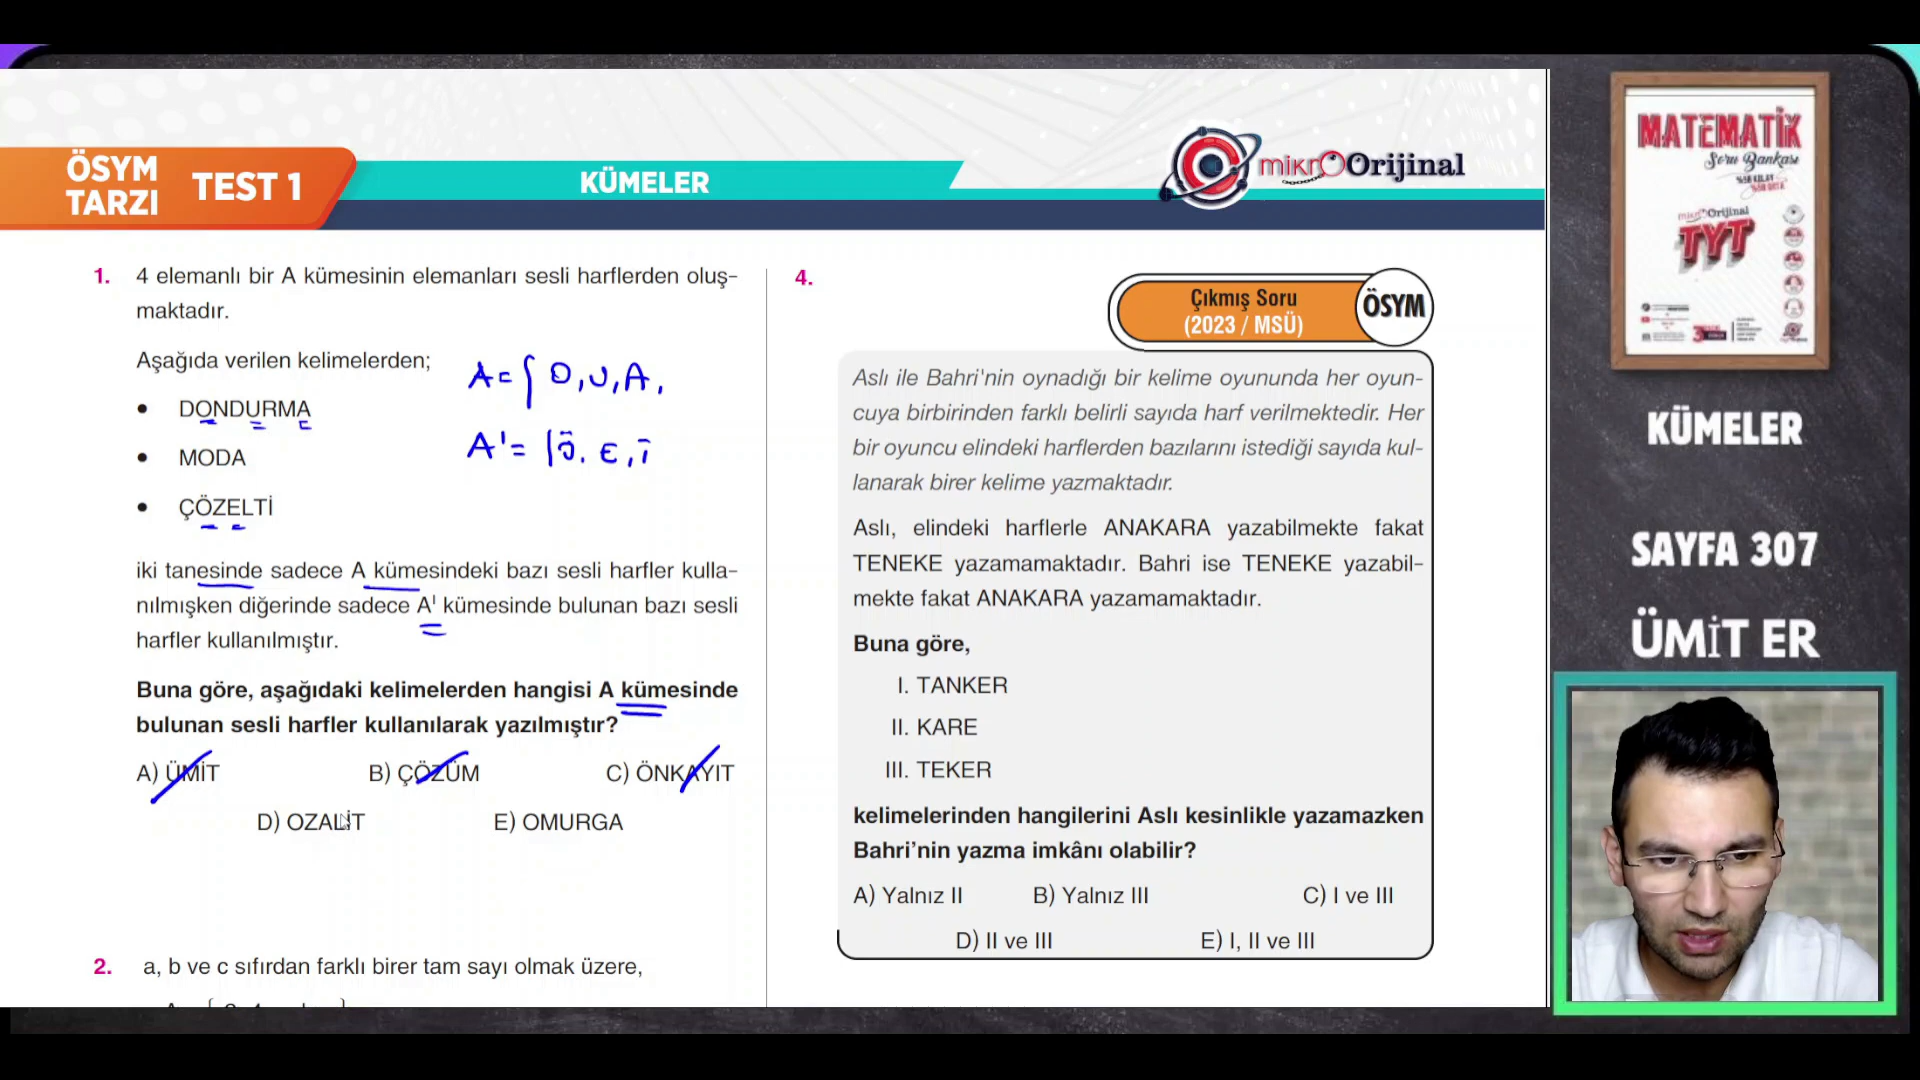 ÖSYM
TARZI
TEST 1
KÜMELER
mikrOOrijinal
1. 4 elemanlı bir A kümesinin elemanları sesli harflerden oluş-
maktadır.
Aşağıda verilen kelimelerden;
• DONDURMA
• MODA
• ÇÖZELTİ
A = { O, U, A,
A' = | Ö. E, İ
iki tanesinde sadece A kümesindeki bazı sesli harfler kulla-
nılmışken diğerinde sadece A' kümesinde bulunan bazı sesli
harfler kullanılmıştır.
Buna göre, aşağıdaki kelimelerden hangisi A kümesinde
bulunan sesli harfler kullanılarak yazılmıştır?
A) ÜMİT B) ÇÖZÜM C) ÖNKAYIT
D) OZALİT E) OMURGA
2. a, b ve c sıfırdan farklı birer tam sayı olmak üzere,
4.
Çıkmış Soru
(2023 / MSÜ)
ÖSYM
Aslı ile Bahri'nin oynadığı bir kelime oyununda her oyun-
cuya birbirinden farklı belirli sayıda harf verilmektedir. Her
bir oyuncu elindeki harflerden bazılarını istediği sayıda kul-
lanarak birer kelime yazmaktadır.
Aslı, elindeki harflerle ANAKARA yazabilmekte fakat
TENEKE yazamamaktadır. Bahri ise TENEKE yazabil-
mekte fakat ANAKARA yazamamaktadır.
Buna göre,
I. TANKER
II. KARE
III. TEKER
kelimelerinden hangilerini Aslı kesinlikle yazamazken
Bahri'nin yazma imkânı olabilir?
A) Yalnız II B) Yalnız III C) I ve III
D) II ve III E) I, II ve III
MATEMATİK
Soru Bankası
mikrOOrijinal
TYT
KÜMELER
SAYFA 307
ÜMİT ER